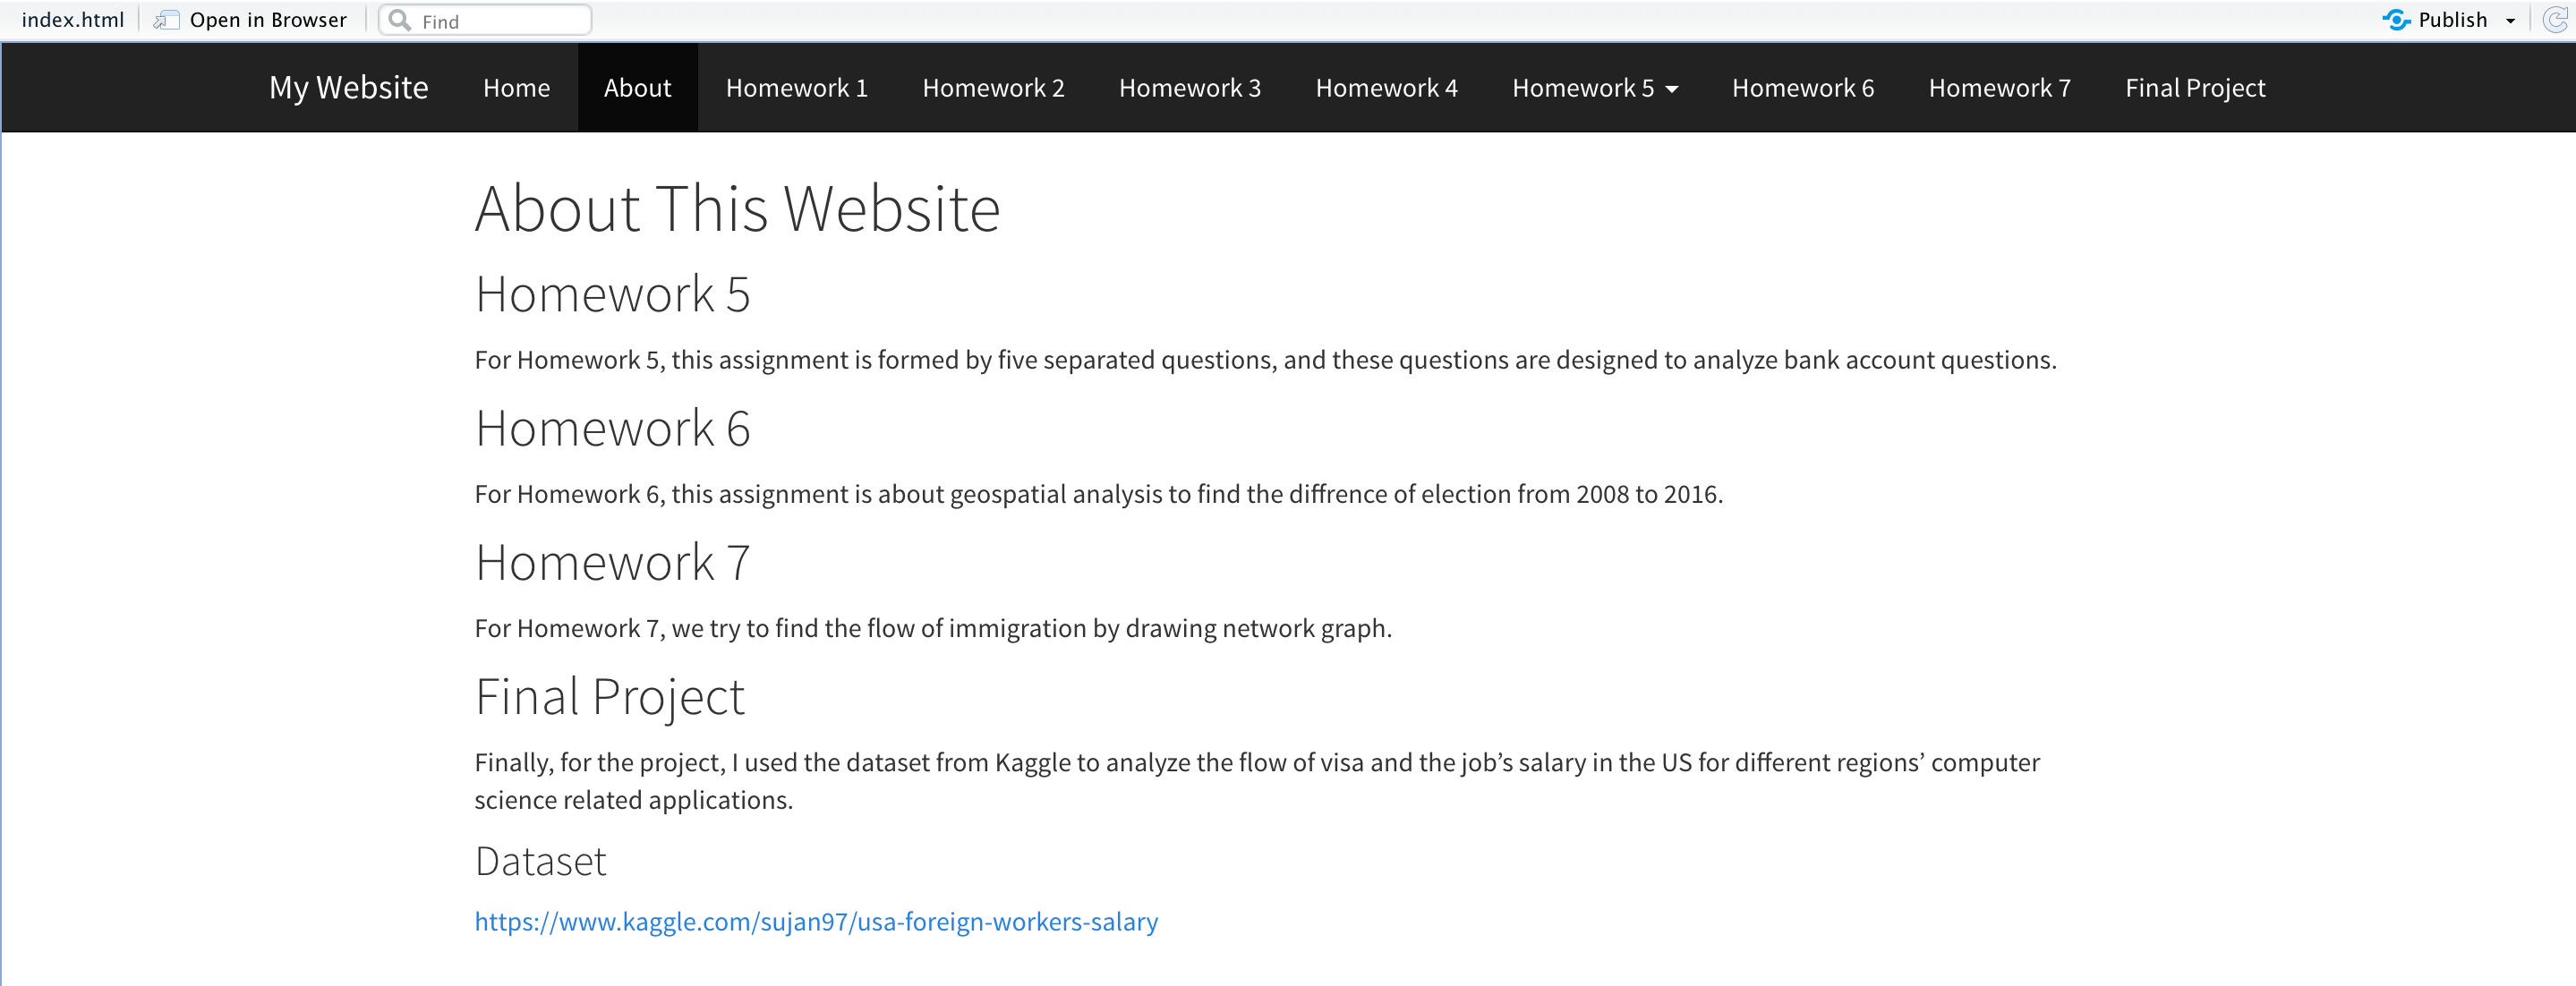 index.html Open in Browser Find Publish
My Website Home About Homework 1 Homework 2 Homework 3 Homework 4 Homework 5 Homework 6 Homework 7 Final Project
About This Website
Homework 5
For Homework 5, this assignment is formed by five separated questions, and these questions are designed to analyze bank account questions.
Homework 6
For Homework 6, this assignment is about geospatial analysis to find the diffrence of election from 2008 to 2016.
Homework 7
For Homework 7, we try to find the flow of immigration by drawing network graph.
Final Project
Finally, for the project, I used the dataset from Kaggle to analyze the flow of visa and the job’s salary in the US for different regions’ computer
science related applications.
Dataset
https://www.kaggle.com/sujan97/usa-foreign-workers-salary